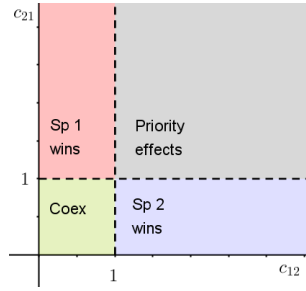 c₂₁
Sp 1
wins
Priority
effects
1
Coex
Sp 2
wins
1
c₁₂